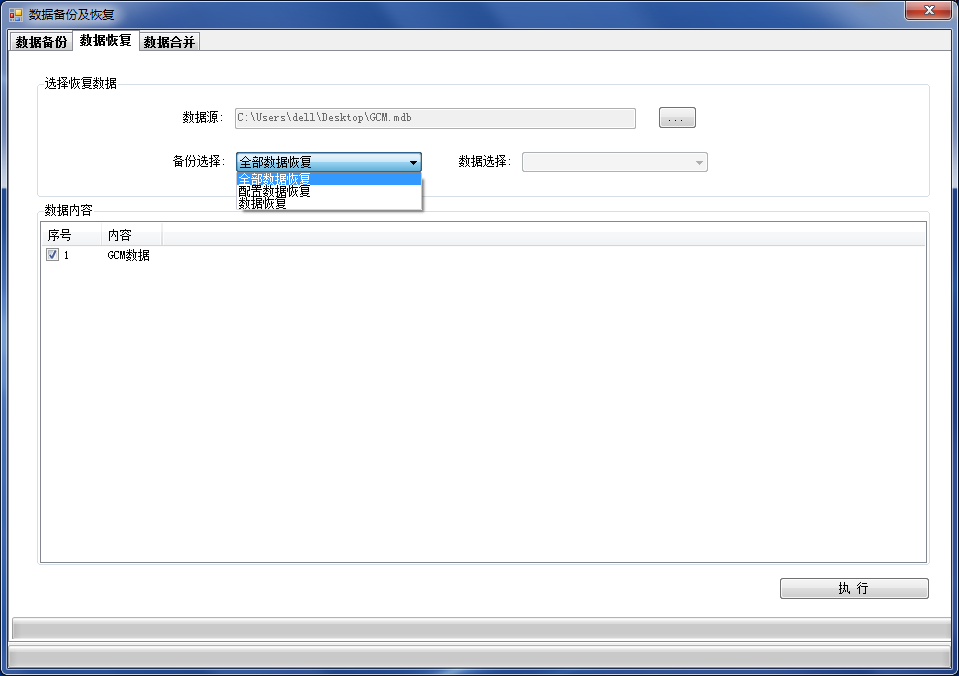 数据备份及恢复
数据备份 数据恢复 数据合并
选择恢复数据
数据源: C:\Users\dell\Desktop\GCM.mdb ...
备份选择: 全部数据恢复 数据选择:
全部数据恢复
配置数据恢复
数据恢复
数据内容
序号 内容
1 GCM数据
执 行